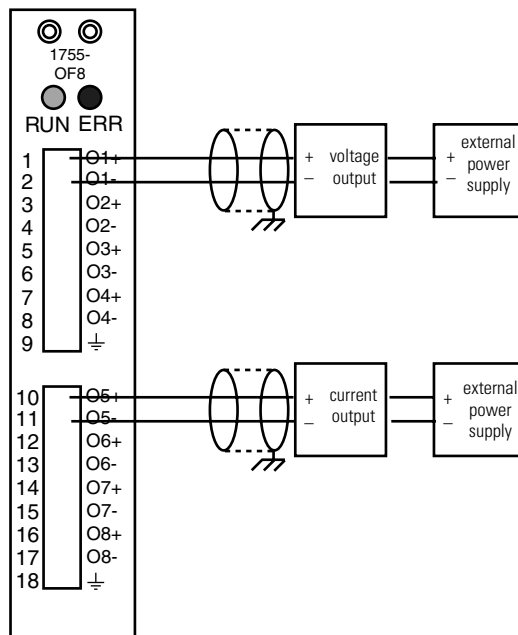 1755-
OF8
RUN ERR
1 O1+
2 O1-
3 O2+
4 O2-
5 O3+
6 O3-
7 O4+
8 O4-
9
+ voltage output −
+ external power supply −
10 O5+
11 O5-
12 O6+
13 O6-
14 O7+
15 O7-
16 O8+
17 O8-
18
+ current output −
+ external power supply −